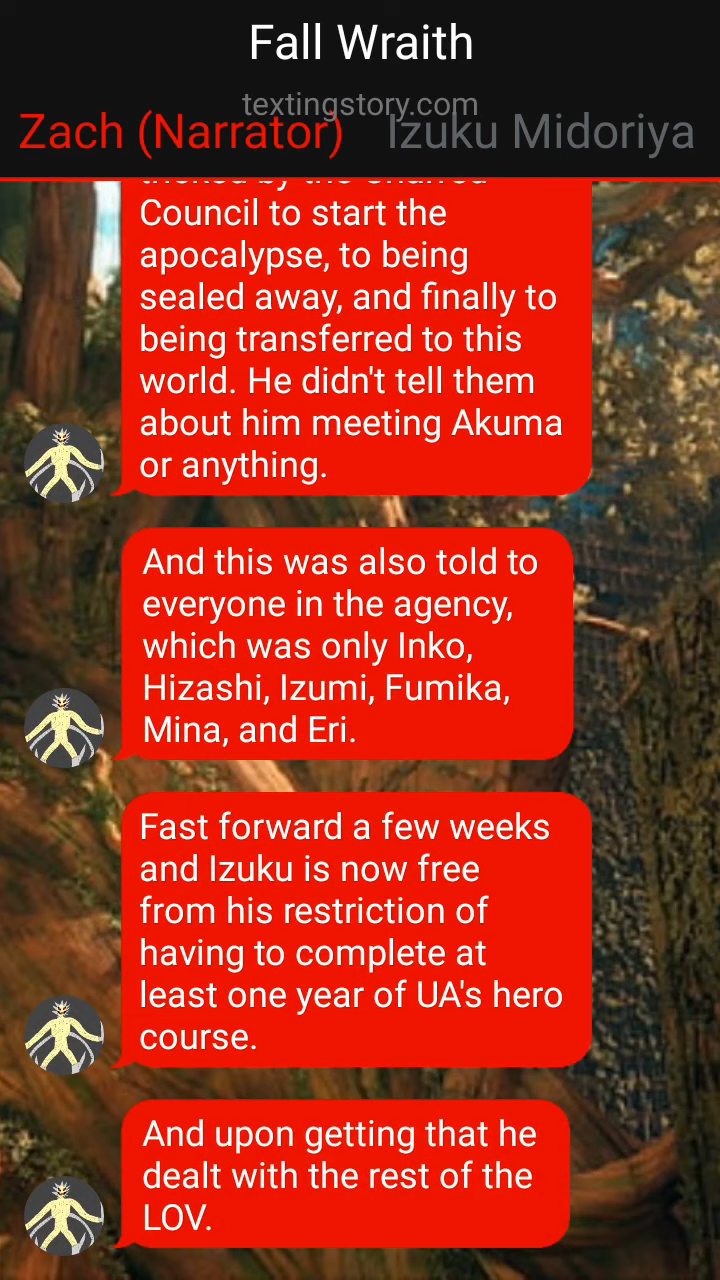 Fall Wraith
textingstory.com
Zach (Narrator) Izuku Midoriya
Council to start the
apocalypse, to being
sealed away, and finally to
being transferred to this
world. He didn't tell them
about him meeting Akuma
or anything.
And this was also told to
everyone in the agency,
which was only Inko,
Hizashi, Izumi, Fumika,
Mina, and Eri.
Fast forward a few weeks
and Izuku is now free
from his restriction of
having to complete at
least one year of UA's hero
course.
And upon getting that he
dealt with the rest of the
LOV.